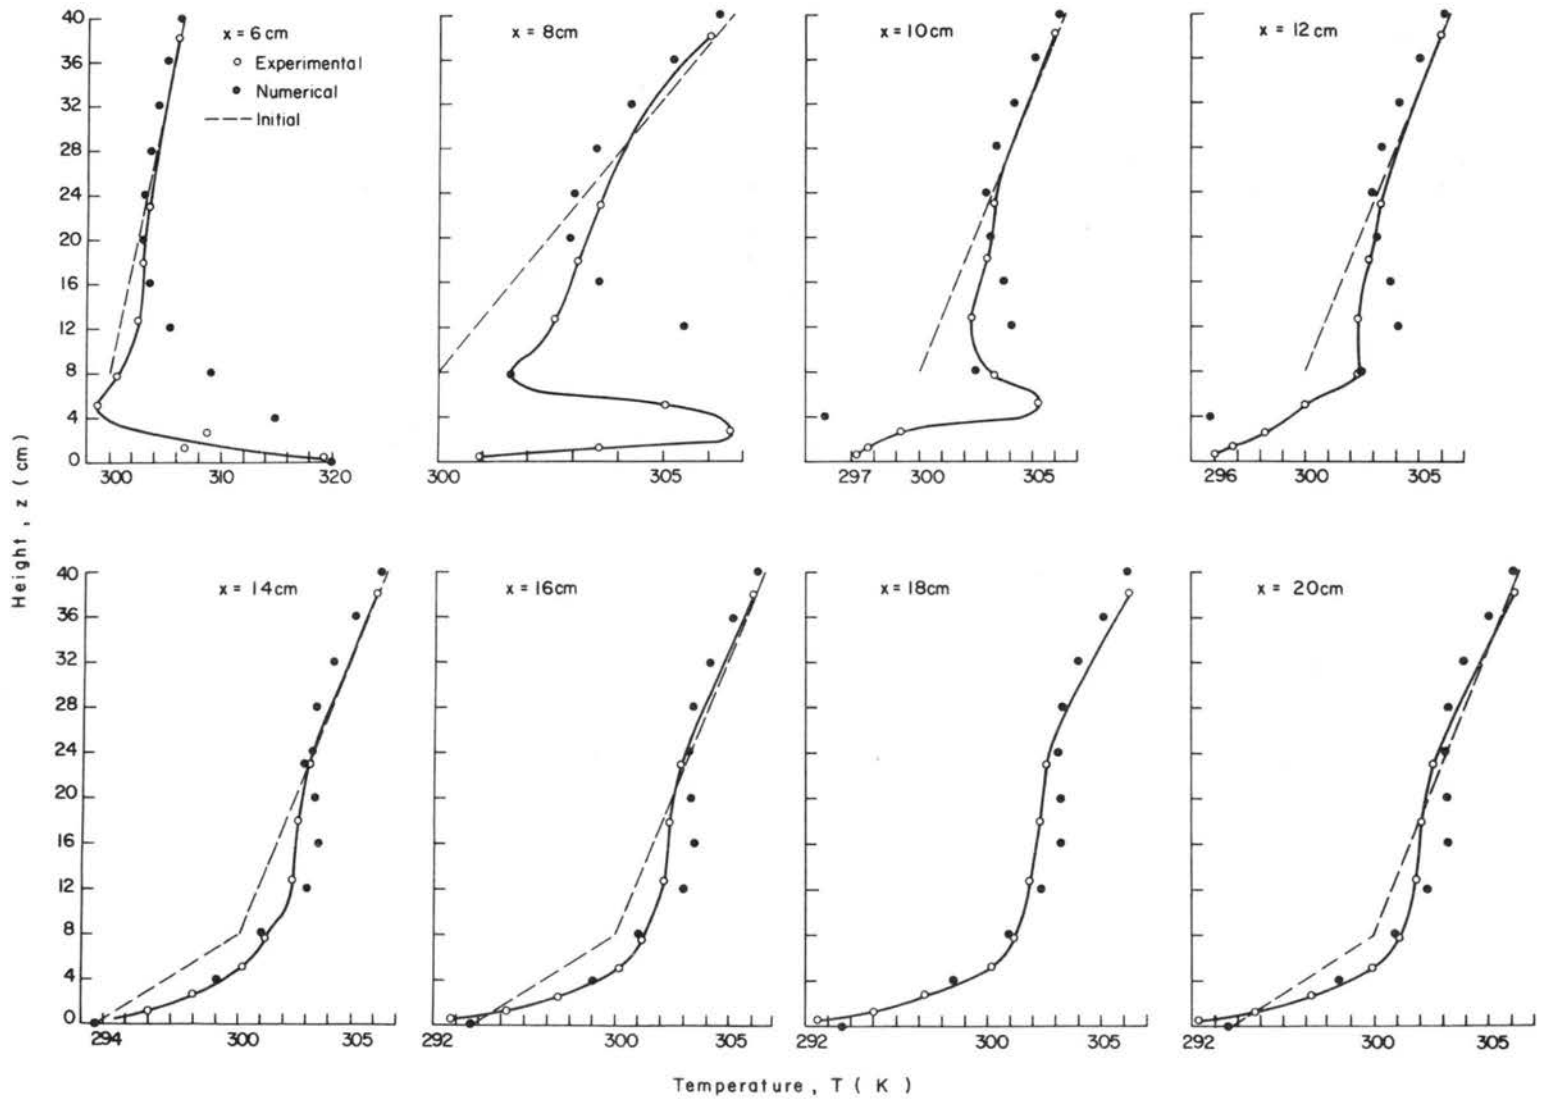 40
36
32
28
24
20
16
12
8
4
0
x = 6 cm
Experimental
Numerical
Initial
300 310 320
x = 8cm
300 305
x = 10cm
297 300 305
x = 12 cm
296 300 305
Height , z ( cm )
40
36
32
28
24
20
16
12
8
4
0
x = 14cm
294 300 305
x = 16cm
292 300 305
x = 18cm
292 300 305
x = 20cm
292 300 305
Temperature , T ( K )